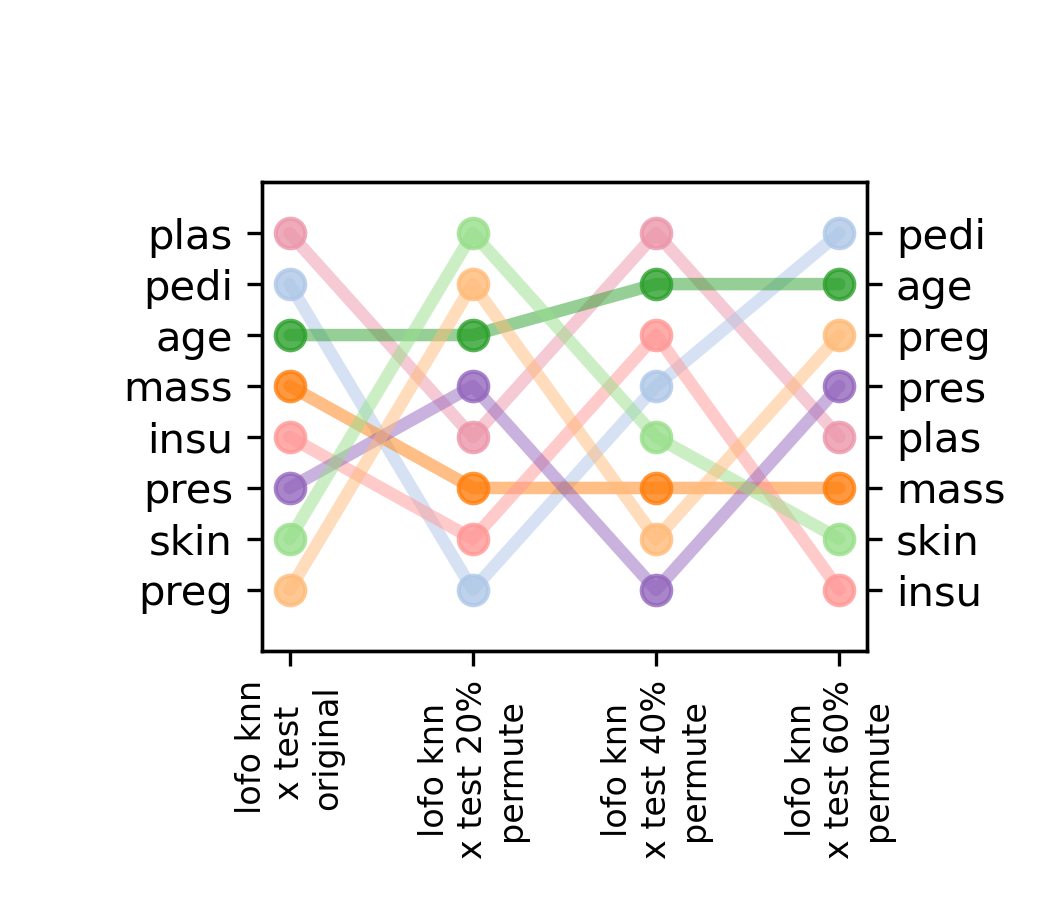 plas
pedi
age
mass
insu
pres
skin
preg
pedi
age
preg
pres
plas
mass
skin
insu
lofo knn
x test
original
lofo knn
x test 20%
permute
lofo knn
x test 40%
permute
lofo knn
x test 60%
permute